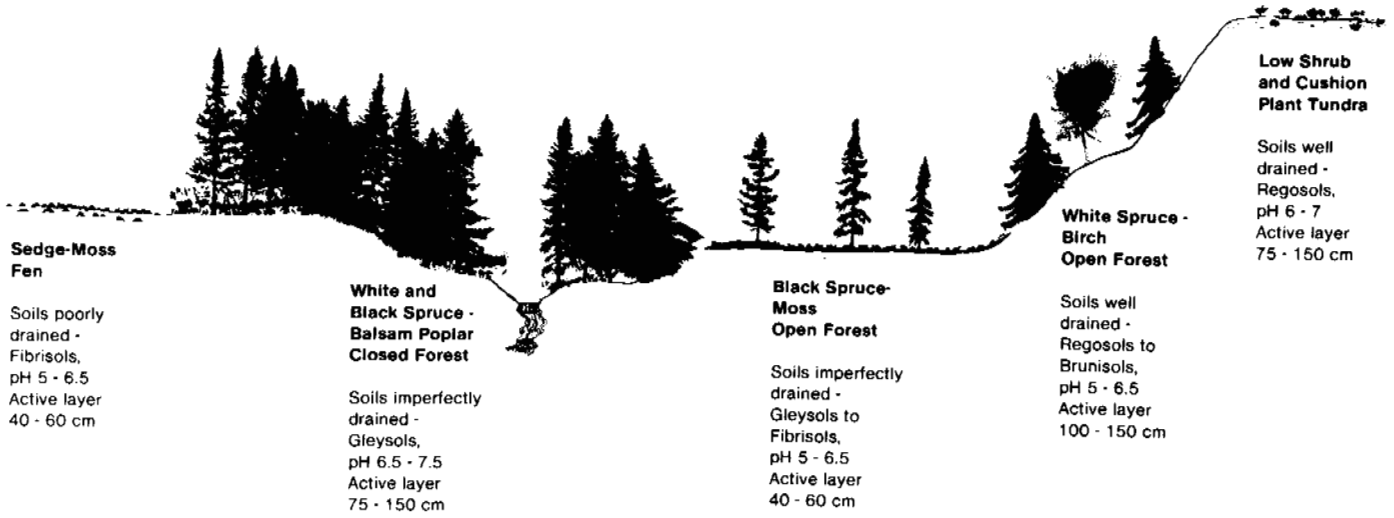 Sedge-Moss
Fen
Soils poorly
drained -
Fibrisols,
pH 5 - 6.5
Active layer
40 - 60 cm
White and
Black Spruce -
Balsam Poplar
Closed Forest
Soils imperfectly
drained -
Gleysols,
pH 6.5 - 7.5
Active layer
75 - 150 cm
Black Spruce-
Moss
Open Forest
Soils imperfectly
drained -
Gleysols to
Fibrisols,
pH 5 - 6.5
Active layer
40 - 60 cm
White Spruce -
Birch
Open Forest
Soils well
drained -
Regosols to
Brunisols,
pH 5 - 6.5
Active layer
100 - 150 cm
Low Shrub
and Cushion
Plant Tundra
Soils well
drained -
Regosols,
pH 6 - 7
Active layer
75 - 150 cm